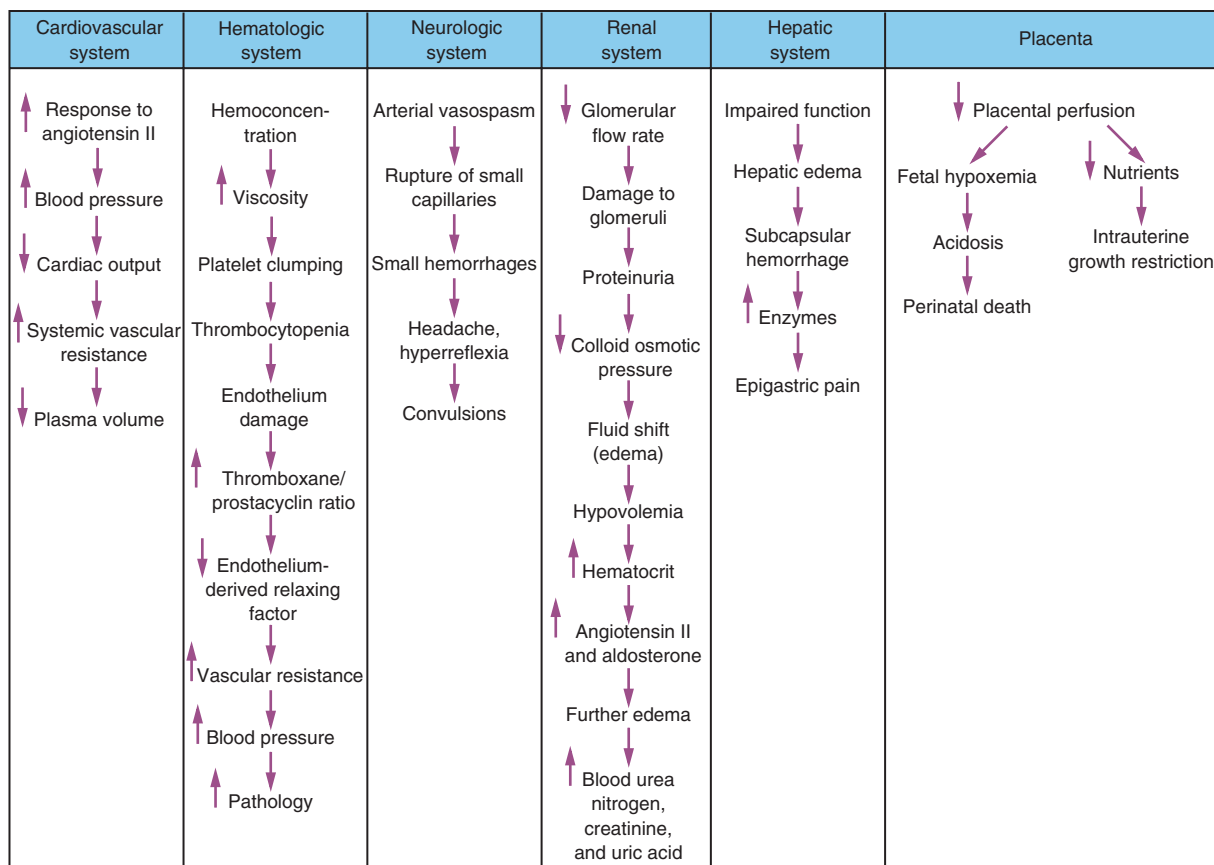 Cardiovascular
system
Response to
angiotensin II
Blood pressure
Cardiac output
Systemic vascular
resistance
Plasma volume
Hematologic
system
Hemoconcen-
tration
Viscosity
Platelet clumping
Thrombocytopenia
Endothelium
damage
Thromboxane/
prostacyclin ratio
Endothelium-
derived relaxing
factor
Vascular resistance
Blood pressure
Pathology
Neurologic
system
Arterial vasospasm
Rupture of small
capillaries
Small hemorrhages
Headache,
hyperreflexia
Convulsions
Renal
system
Glomerular
flow rate
Damage to
glomeruli
Proteinuria
Colloid osmotic
pressure
Fluid shift
(edema)
Hypovolemia
Hematocrit
Angiotensin II
and aldosterone
Further edema
Blood urea
nitrogen,
creatinine,
and uric acid
Hepatic
system
Impaired function
Hepatic edema
Subcapsular
hemorrhage
Enzymes
Epigastric pain
Placenta
Placental perfusion
Fetal hypoxemia
Acidosis
Perinatal death
Nutrients
Intrauterine
growth restriction